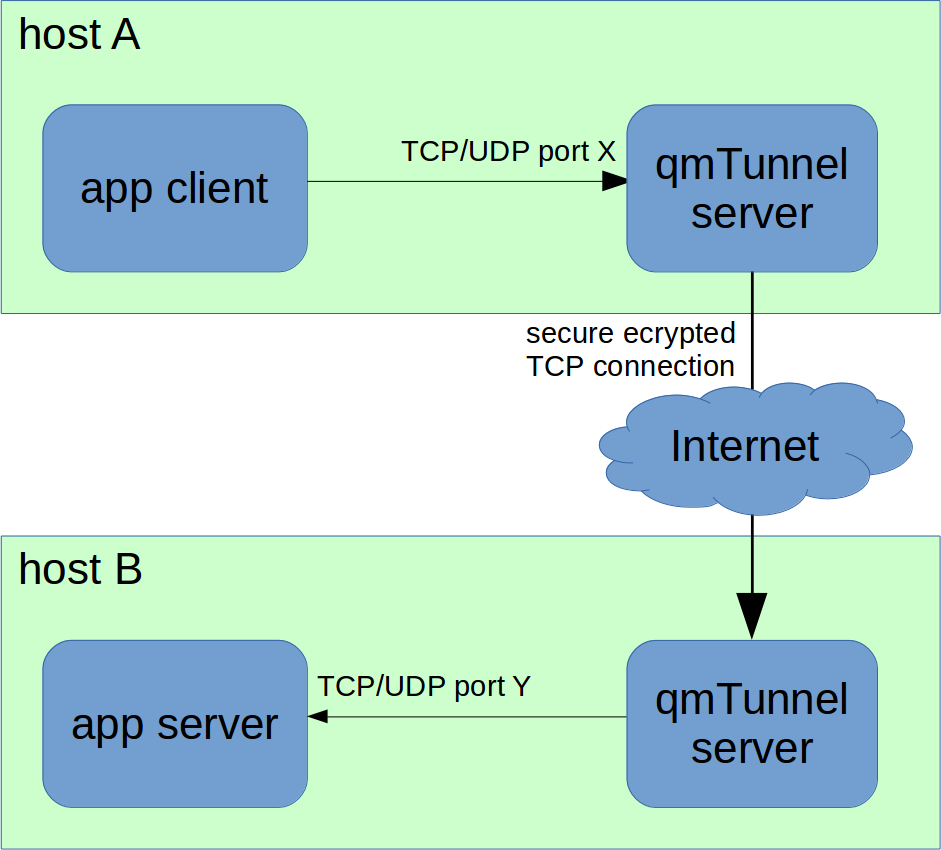 host A
app client
TCP/UDP port X
qmTunnel
server
secure ecrypted
TCP connection
Internet
host B
app server
TCP/UDP port Y
qmTunnel
server